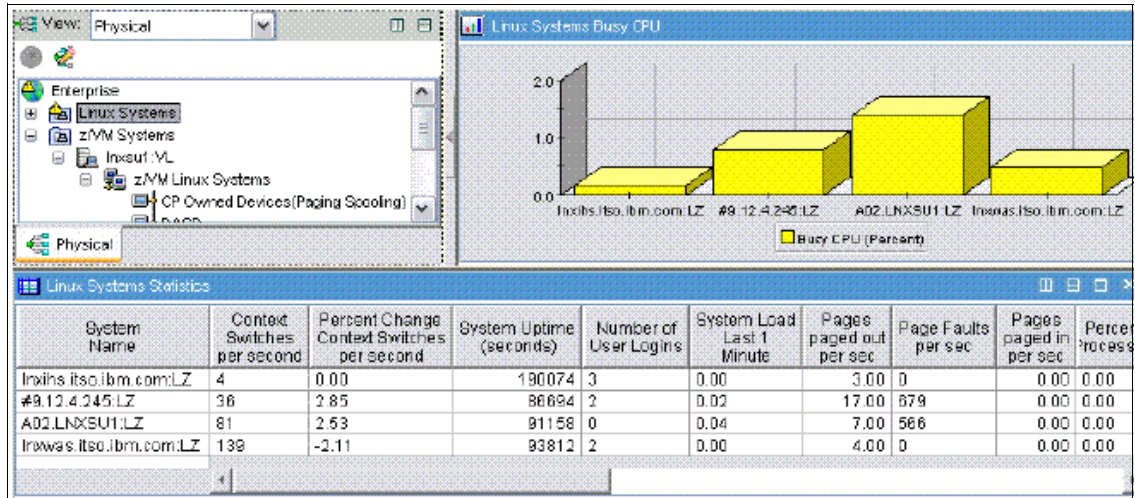 View: Physical
Enterprise
Linux Systems
z/VM Systems
lnxsu1:VL
z/VM Linux Systems
CP Owned Devices(Paging Spooling)
DASD
Physical
Linux Systems Busy CPU
2.0
1.0
0.0
lnxihs.itso.ibm.com:LZ #9.12.4.245:LZ A02.LNXSU1:LZ lnxwas.itso.ibm.com:LZ
Busy CPU (Percent)
Linux Systems Statistics
System Name Context Switches per second Percent Change Context Switches per second System Uptime (seconds) Number of User Logins System Load Last 1 Minute Pages paged out per sec Page Faults per sec Pages paged in per sec Percer Process
lnxihs.itso.ibm.com:LZ 4 0.00 190074 3 0.00 3.00 0 0.00 0.00
#9.12.4.245:LZ 36 2.85 86694 2 0.02 17.00 679 0.00 0.00
A02.LNXSU1:LZ 81 2.53 91158 0 0.04 7.00 566 0.00 0.00
lnxwas.itso.ibm.com:LZ 139 -2.11 93812 2 0.00 4.00 0 0.00 0.00